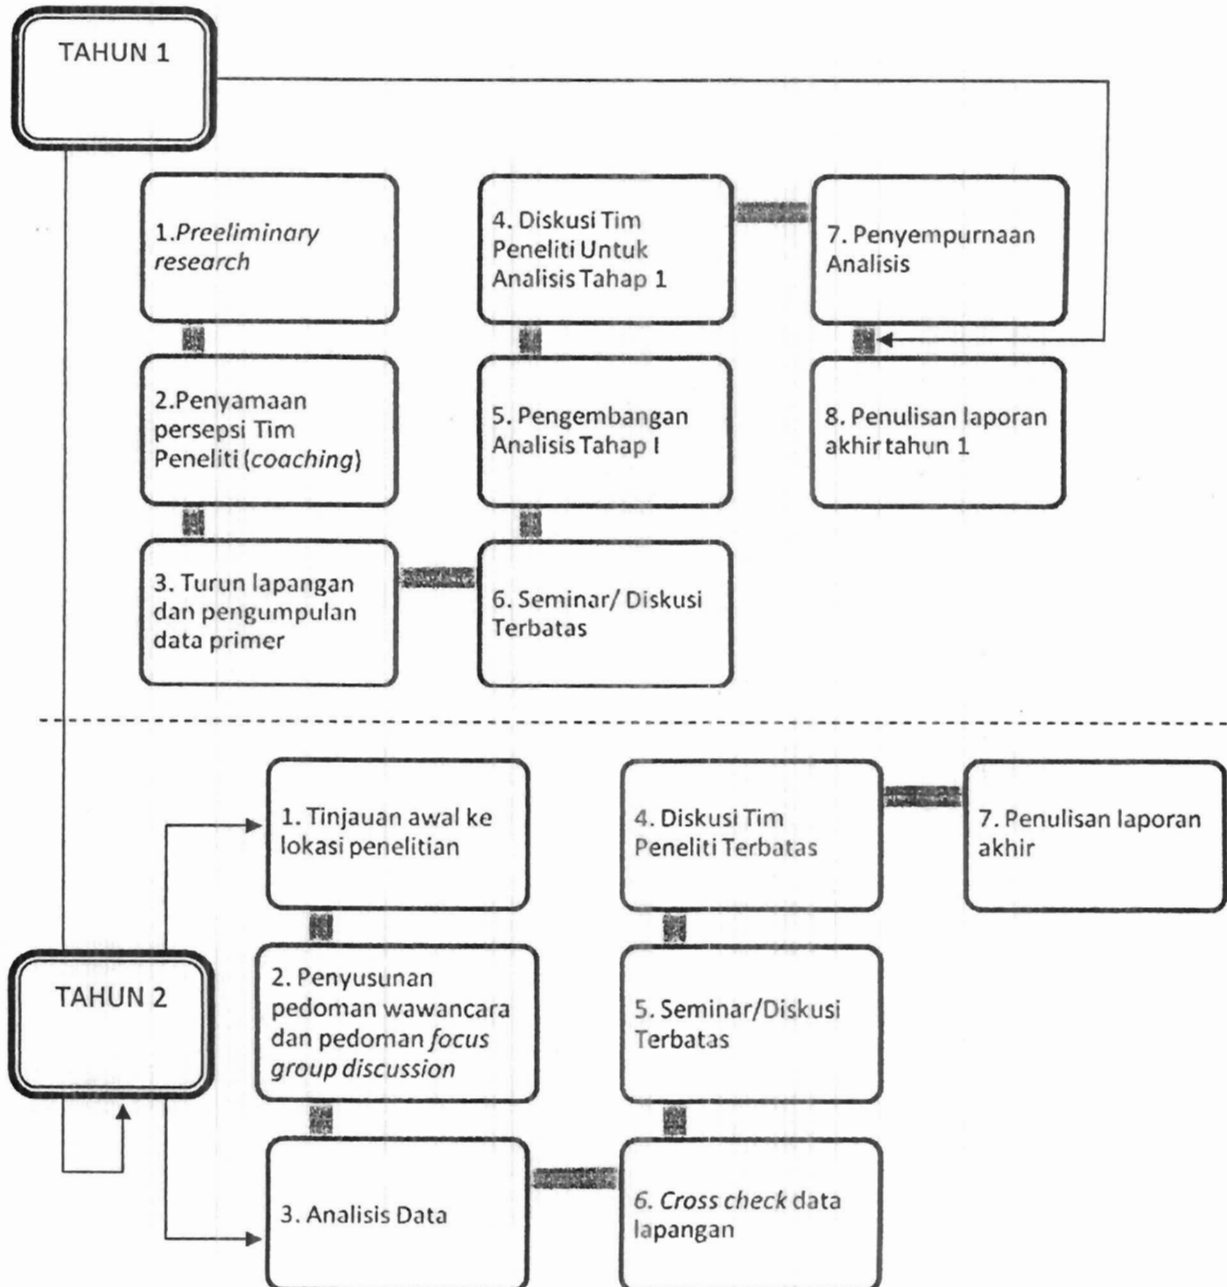 TAHUN 1
1.Preeliminary
research
2.Penyamaan
persepsi Tim
Peneliti (coaching)
3. Turun lapangan
dan pengumpulan
data primer
4. Diskusi Tim
Peneliti Untuk
Analisis Tahap 1
5. Pengembangan
Analisis Tahap I
6. Seminar/ Diskusi
Terbatas
7. Penyempurnaan
Analisis
8. Penulisan laporan
akhir tahun 1
TAHUN 2
1. Tinjauan awal ke
lokasi penelitian
2. Penyusunan
pedoman wawancara
dan pedoman focus
group discussion
3. Analisis Data
4. Diskusi Tim
Peneliti Terbatas
5. Seminar/Diskusi
Terbatas
6. Cross check data
lapangan
7. Penulisan laporan
akhir